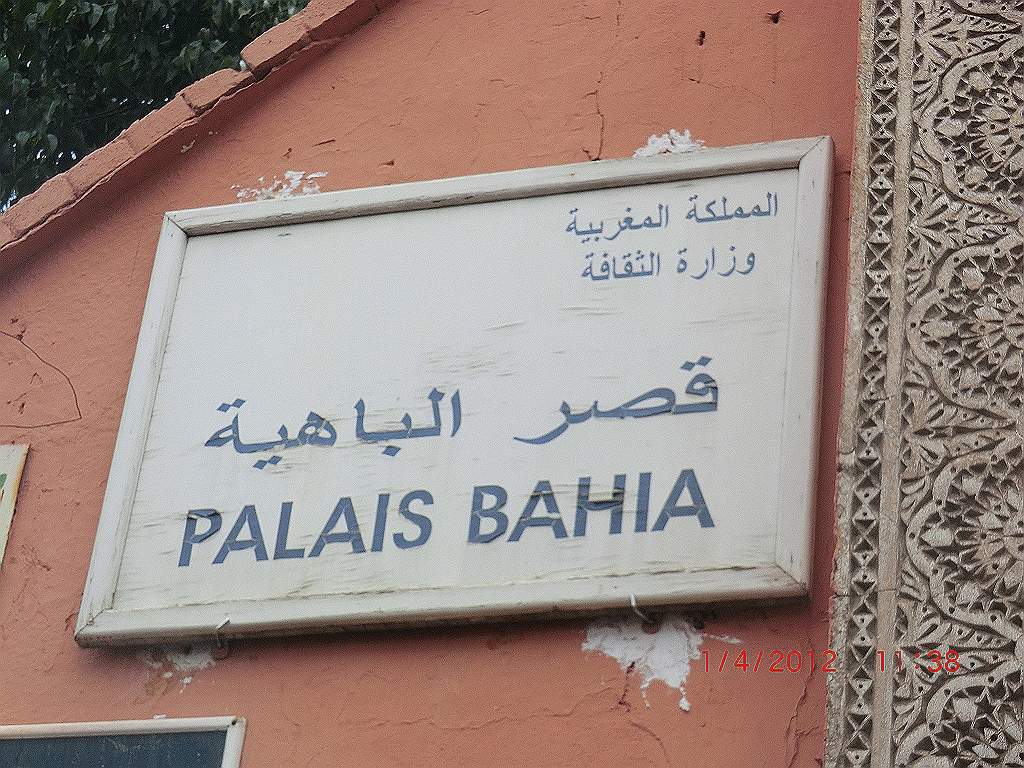 المملكة المغربية
وزارة الثقافة
قصر الباهية
PALAIS BAHIA
1/4/2012 11:38